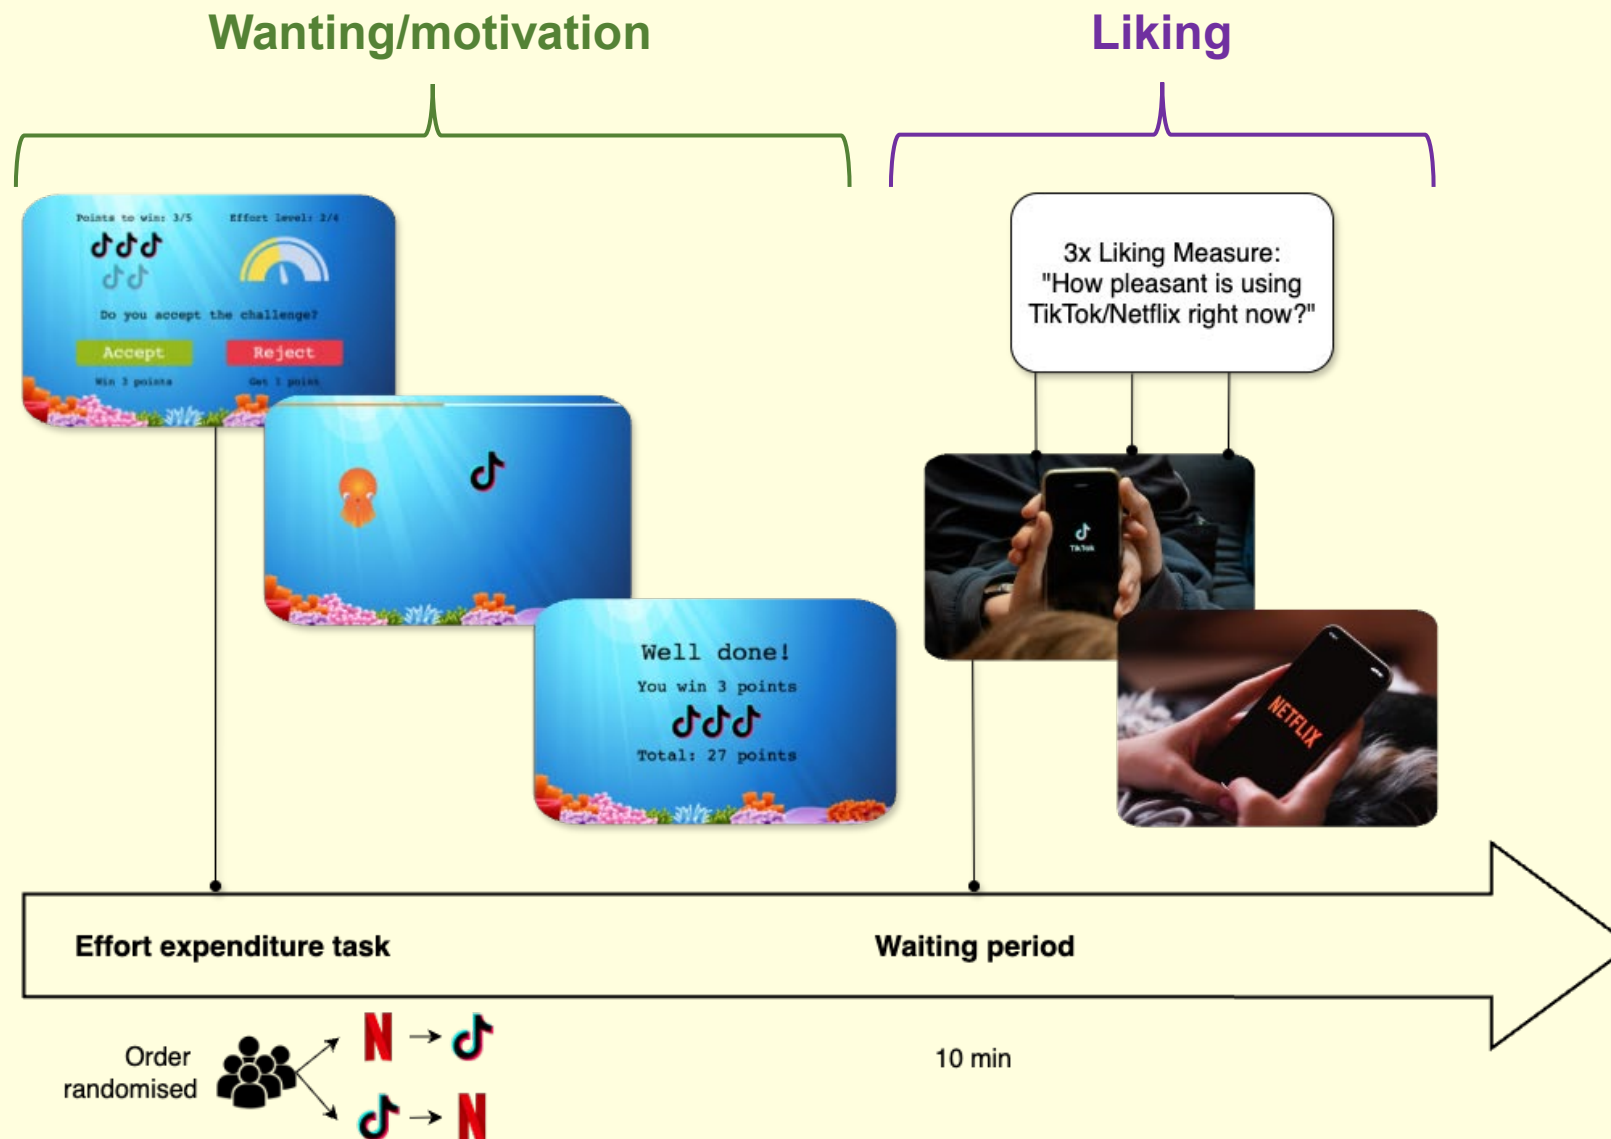 Wanting/motivation
Liking
Points to win: 3/5
Effort level: 2/4
Do you accept the challenge?
Accept
Reject
Win 3 points
Get 1 point
Well done!
You win 3 points
Total: 27 points
3x Liking Measure:
"How pleasant is using
TikTok/Netflix right now?"
TikTok
NETFLIX
Effort expenditure task
Waiting period
Order
randomised
N
N
10 min